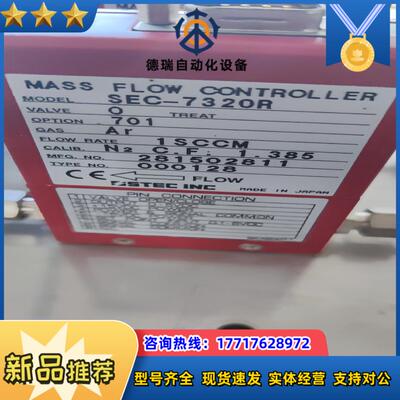 德瑞自动化设备
MASS FLOW CONTROLLER
MODEL SEC-7320R
VALVE O TREAT
OPTION 701
GAS Ar
FLOW RATE 1SCCM
CALIB. N2 C.F. 1.385
MFG. NO. 281502811
TYPE NO. 000128
CE FLOW
STEC INC MADE IN JAPAN
PIN CONNECTION
COMMON
咨询热线：17717628972
新品推荐
型号齐全 现货速发 实体经营 支持对公